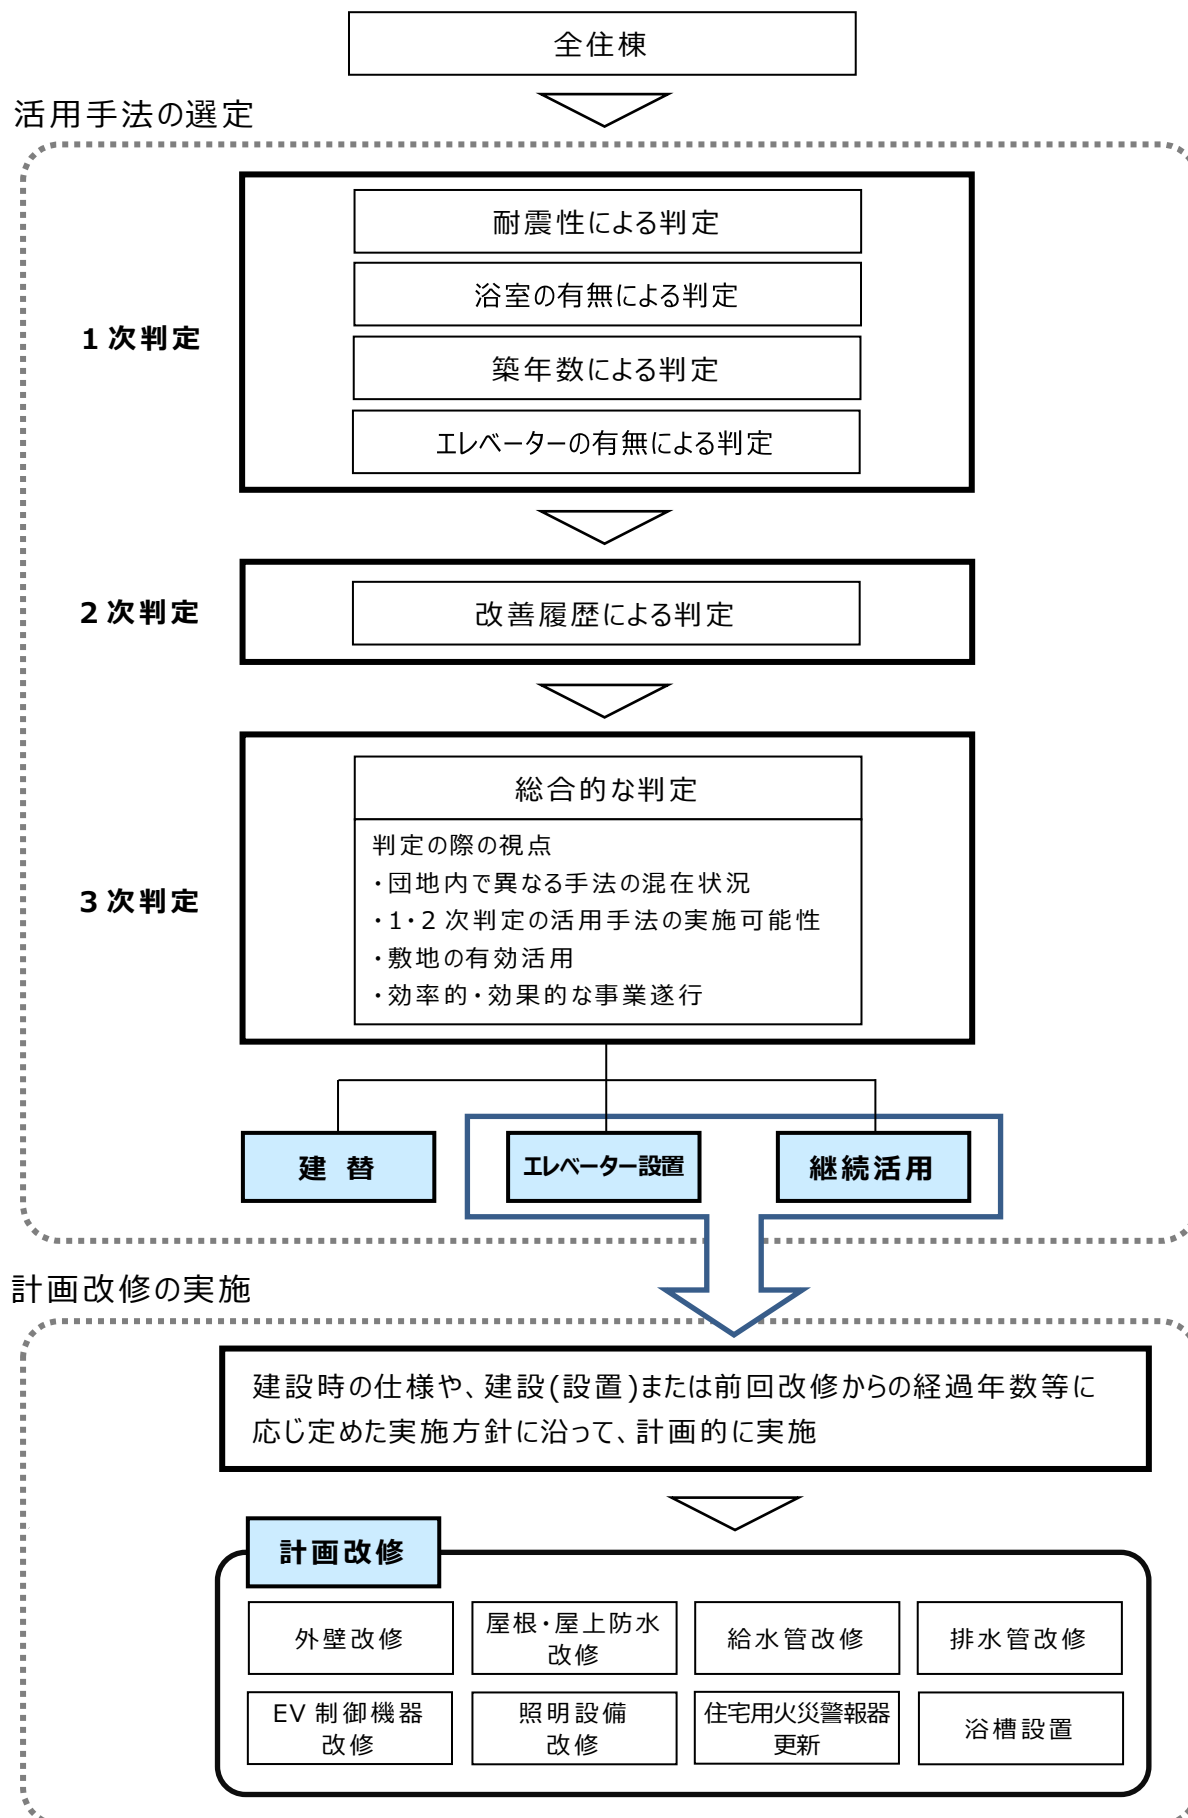 全住棟
活用手法の選定
1次判定
耐震性による判定
浴室の有無による判定
築年数による判定
エレベーターの有無による判定
2次判定
改善履歴による判定
3次判定
総合的な判定
判定の際の視点
・団地内で異なる手法の混在状況
・1・2次判定の活用手法の実施可能性
・敷地の有効活用
・効率的・効果的な事業遂行
建 替
エレベーター設置
継続活用
計画改修の実施
建設時の仕様や、建設(設置)または前回改修からの経過年数等に
応じ定めた実施方針に沿って、計画的に実施
計画改修
外壁改修
屋根・屋上防水
改修
給水管改修
排水管改修
EV制御機器
改修
照明設備
改修
住宅用火災警報器
更新
浴槽設置